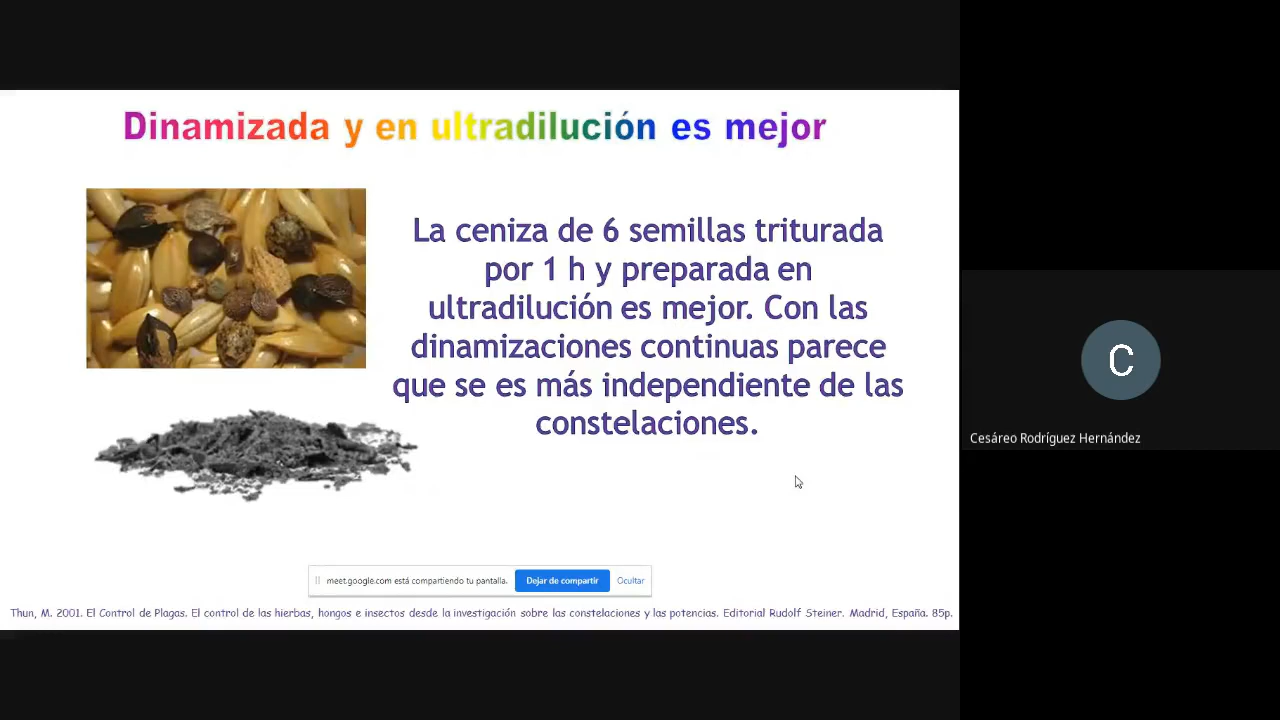 Dinamizada y en ultradilución es mejor
La ceniza de 6 semillas triturada
por 1 h y preparada en
ultradilución es mejor. Con las
dinamizaciones continuas parece
que se es más independiente de las
constelaciones.
C
Cesáreo Rodríguez Hernández
meet.google.com está compartiendo tu pantalla. Dejar de compartir Ocultar
Thun, M. 2001. El Control de Plagas. El control de las hierbas, hongos e insectos desde la investigación sobre las constelaciones y las potencias. Editorial Rudolf Steiner. Madrid, España. 85p.